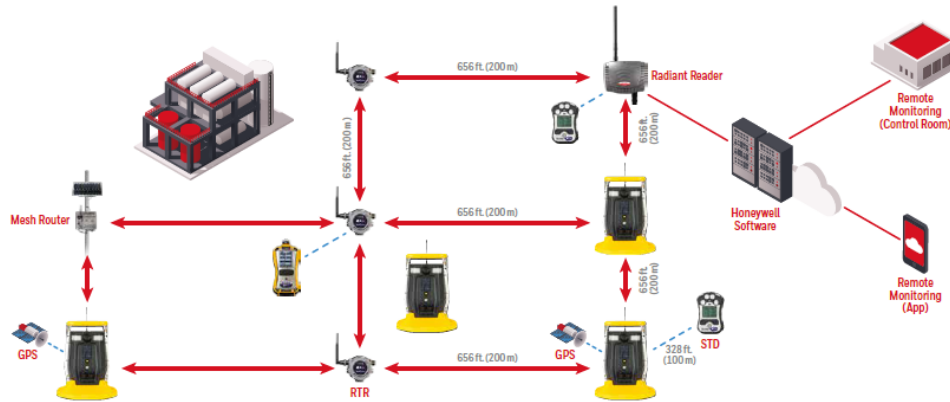 656 ft. (200 m)
Radiant Reader
Remote
Monitoring
(Control Room)
656 ft. (200 m)
656 ft.
(200 m)
Mesh Router
656 ft. (200 m)
Honeywell
Software
656 ft.
(200 m)
Remote
Monitoring
(App)
GPS
RTR
656 ft. (200 m)
GPS
328 ft.
(100 m)
STD